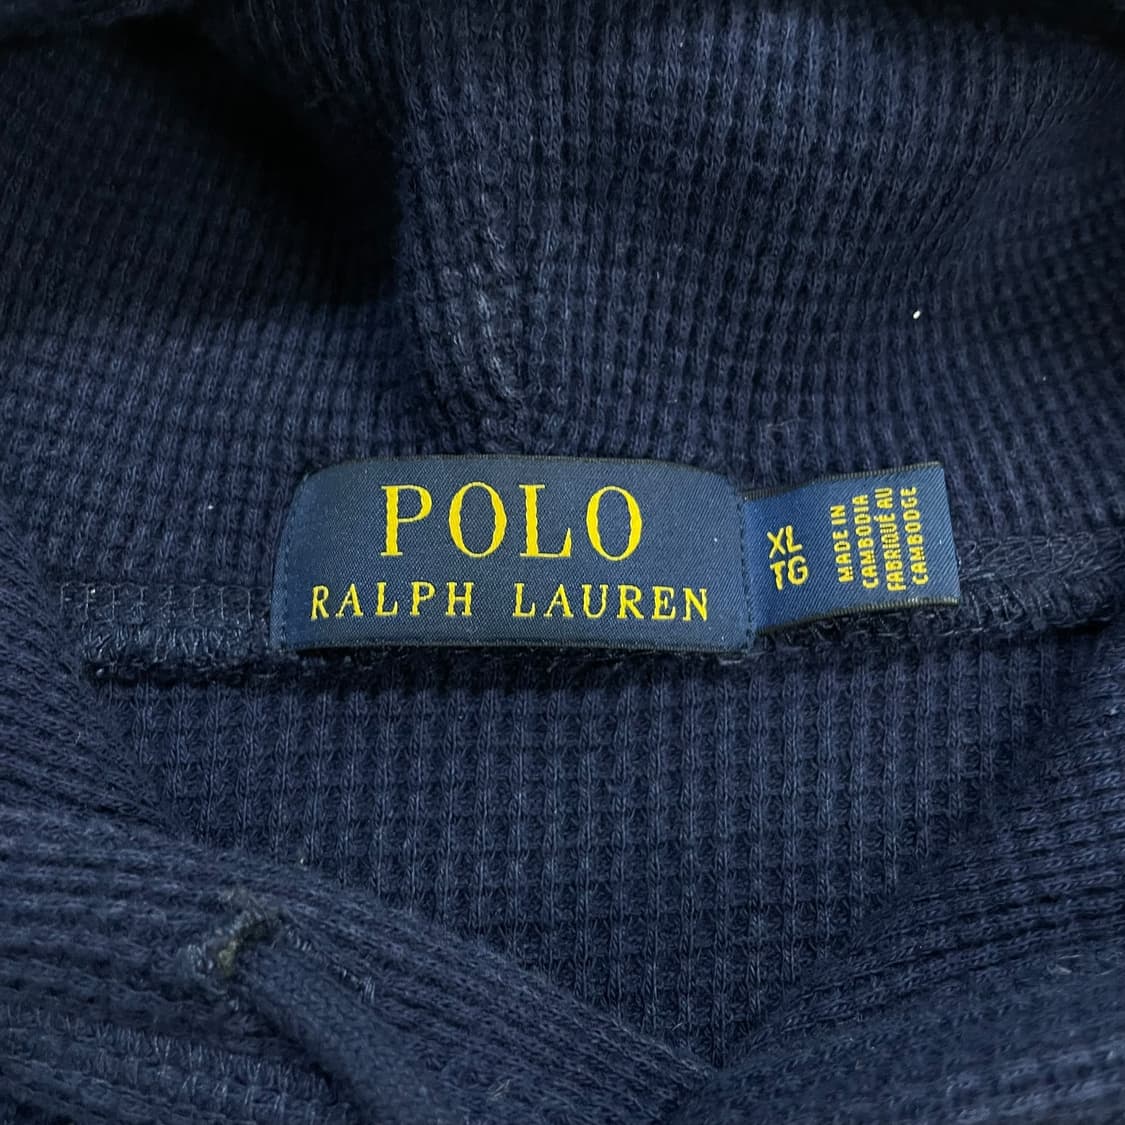 POLO
RALPH LAUREN
XL
TG
MADE IN
CAMBODIA
FABRIQUÉ AU
CAMBODGE